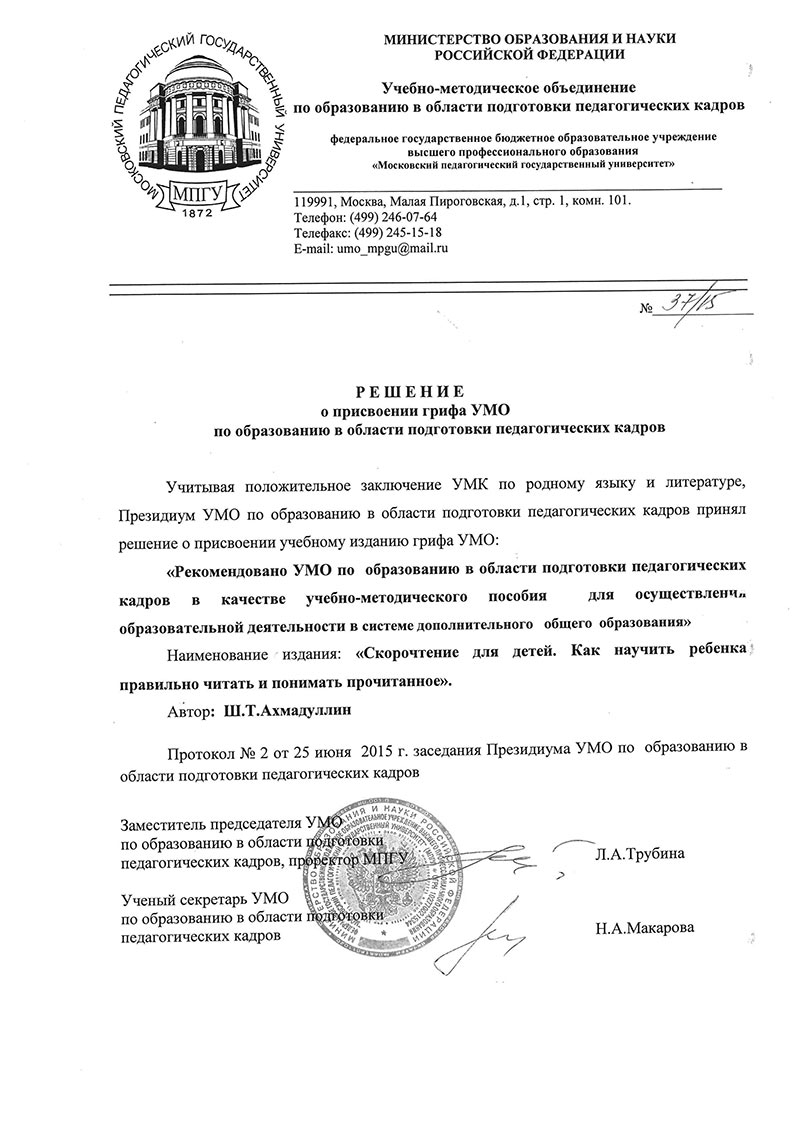 МИНИСТЕРСТВО ОБРАЗОВАНИЯ И НАУКИ
РОССИЙСКОЙ ФЕДЕРАЦИИ
Учебно-методическое объединение
по образованию в области подготовки педагогических кадров
федеральное государственное бюджетное образовательное учреждение
высшего профессионального образования
«Московский педагогический государственный университет»
МОСКОВСКИЙ ПЕДАГОГИЧЕСКИЙ ГОСУДАРСТВЕННЫЙ УНИВЕРСИТЕТ
МПГУ
1872
119991, Москва, Малая Пироговская, д.1, стр. 1, комн. 101.
Телефон: (499) 246-07-64
Телефакс: (499) 245-15-18
E-mail: umo_mpgu@mail.ru
№ 37/15
Р Е Ш Е Н И Е
о присвоении грифа УМО
по образованию в области подготовки педагогических кадров
Учитывая положительное заключение УМК по родному языку и литературе,
Президиум УМО по образованию в области подготовки педагогических кадров принял
решение о присвоении учебному изданию грифа УМО:
«Рекомендовано УМО по образованию в области подготовки педагогических
кадров в качестве учебно-методического пособия для осуществлени
образовательной деятельности в системе дополнительного общего образования»
Наименование издания: «Скорочтение для детей. Как научить ребенка
правильно читать и понимать прочитанное».
Автор: Ш.Т.Ахмадуллин
Протокол № 2 от 25 июня 2015 г. заседания Президиума УМО по образованию в
области подготовки педагогических кадров
Заместитель председателя УМО
по образованию в области подготовки
педагогических кадров, проректор МПГУ
Л.А.Трубина
Ученый секретарь УМО
по образованию в области подготовки
педагогических кадров
Н.А.Макарова